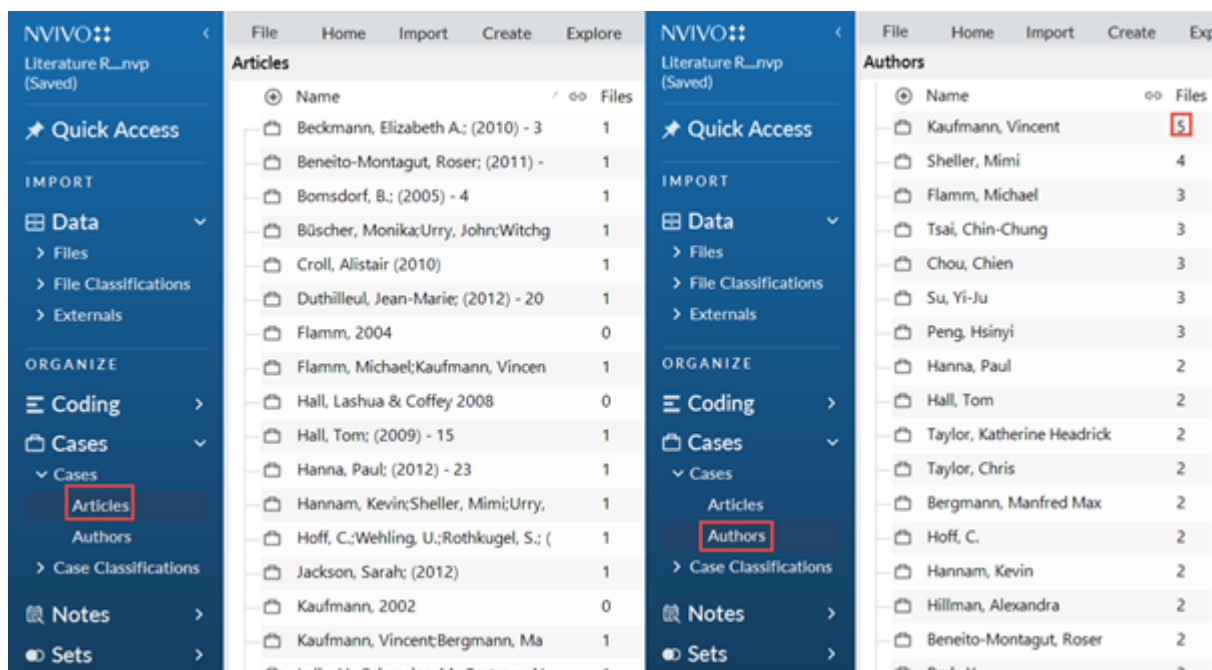 NVIVO
Literature R...nvp
(Saved)
Quick Access
IMPORT
Data
Files
File Classifications
Externals
ORGANIZE
Coding
Cases
Cases
Articles
Authors
Case Classifications
Notes
Sets
File Home Import Create Explore
Articles
Name Files
Beckmann, Elizabeth A.; (2010) - 3 1
Beneito-Montagut, Roser; (2011) - 1
Bomsdorf, B.; (2005) - 4 1
Büscher, Monika;Urry, John;Witchg 1
Croll, Alistair (2010) 1
Duthilleul, Jean-Marie; (2012) - 20 1
Flamm, 2004 0
Flamm, Michael;Kaufmann, Vincen 1
Hall, Lashua & Coffey 2008 0
Hall, Tom; (2009) - 15 1
Hanna, Paul; (2012) - 23 1
Hannam, Kevin;Sheller, Mimi;Urry, 1
Hoff, C.;Wehling, U.;Rothkugel, S.; ( 1
Jackson, Sarah; (2012) 1
Kaufmann, 2002 0
Kaufmann, Vincent;Bergmann, Ma 1
NVIVO
Literature R...nvp
(Saved)
Quick Access
IMPORT
Data
Files
File Classifications
Externals
ORGANIZE
Coding
Cases
Cases
Articles
Authors
Case Classifications
Notes
Sets
File Home Import Create Exp
Authors
Name Files
Kaufmann, Vincent 5
Sheller, Mimi 4
Flamm, Michael 3
Tsai, Chin-Chung 3
Chou, Chien 3
Su, Yi-Ju 3
Peng, Hsinyi 3
Hanna, Paul 2
Hall, Tom 2
Taylor, Katherine Headrick 2
Taylor, Chris 2
Bergmann, Manfred Max 2
Hoff, C. 2
Hannam, Kevin 2
Hillman, Alexandra 2
Beneito-Montagut, Roser 2